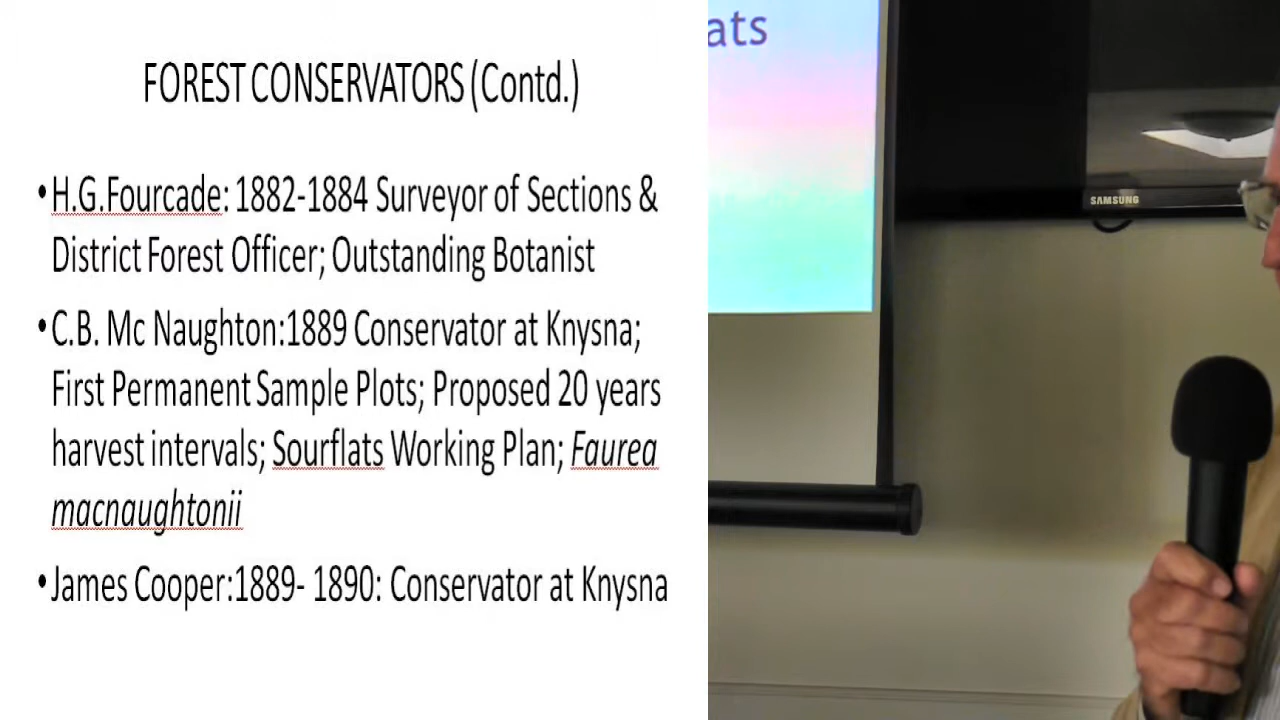 FOREST CONSERVATORS (Contd.)
•H.G.Fourcade: 1882-1884 Surveyor of Sections &
District Forest Officer; Outstanding Botanist
•C.B. Mc Naughton:1889 Conservator at Knysna;
First Permanent Sample Plots; Proposed 20 years
harvest intervals; Sourflats Working Plan; Faurea
macnaughtonii
•James Cooper:1889- 1890: Conservator at Knysna
ats
SAMSUNG